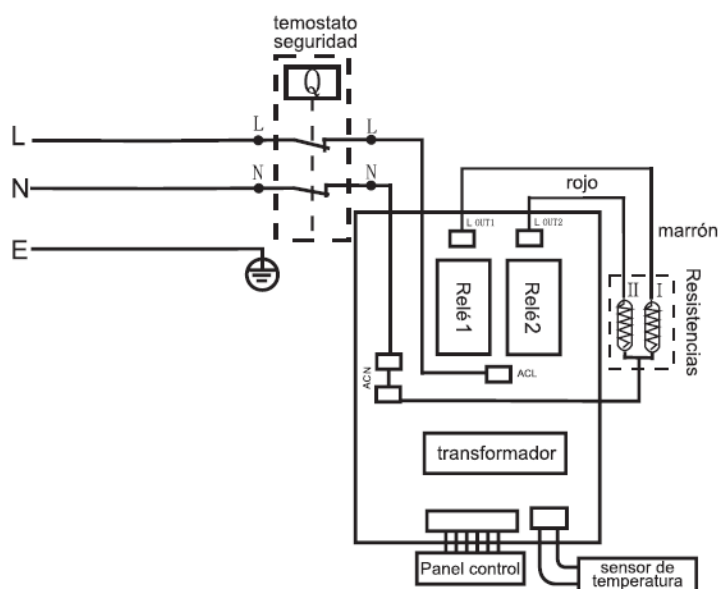 temostato
seguridad
Q
L
L
L
N
N
N
E
rojo
marrón
L OUT1
L OUT2
II
I
Resistencias
Relé1
Relé2
ACN
ACL
transformador
Panel control
sensor de
temperatura